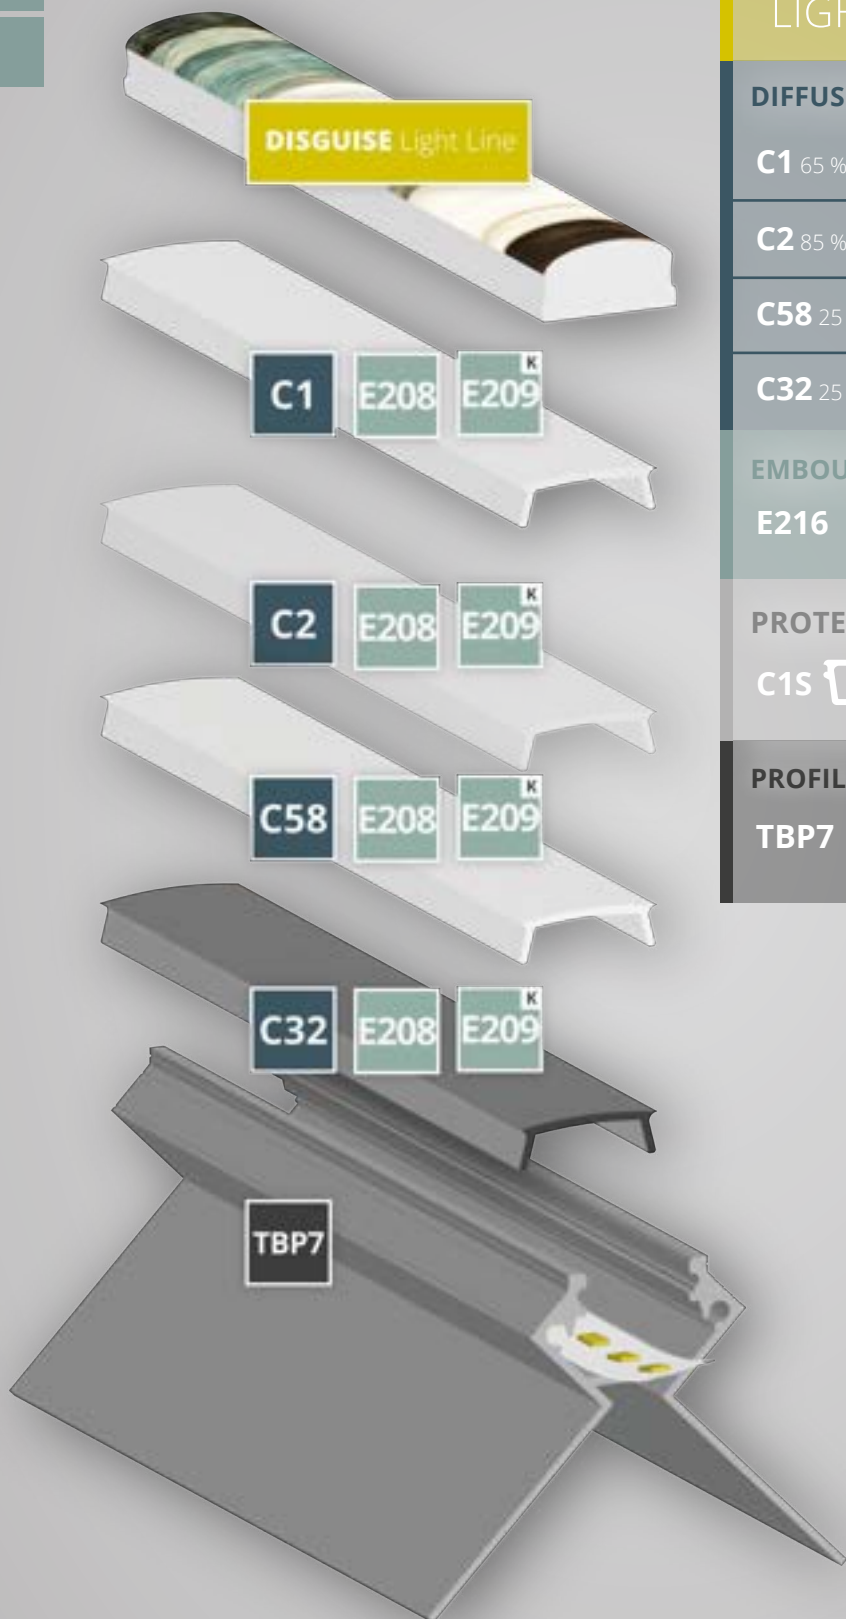 DISGUISE Light Line
C1 E208 E209 K
C2 E208 E209 K
C58 E208 E209 K
C32 E208 E209 K
TBP7
LIGH
DIFFUS
C1 65 %
C2 85 %
C58 25
C32 25
EMBOU
E216
PROTE
C1S
PROFIL
TBP7